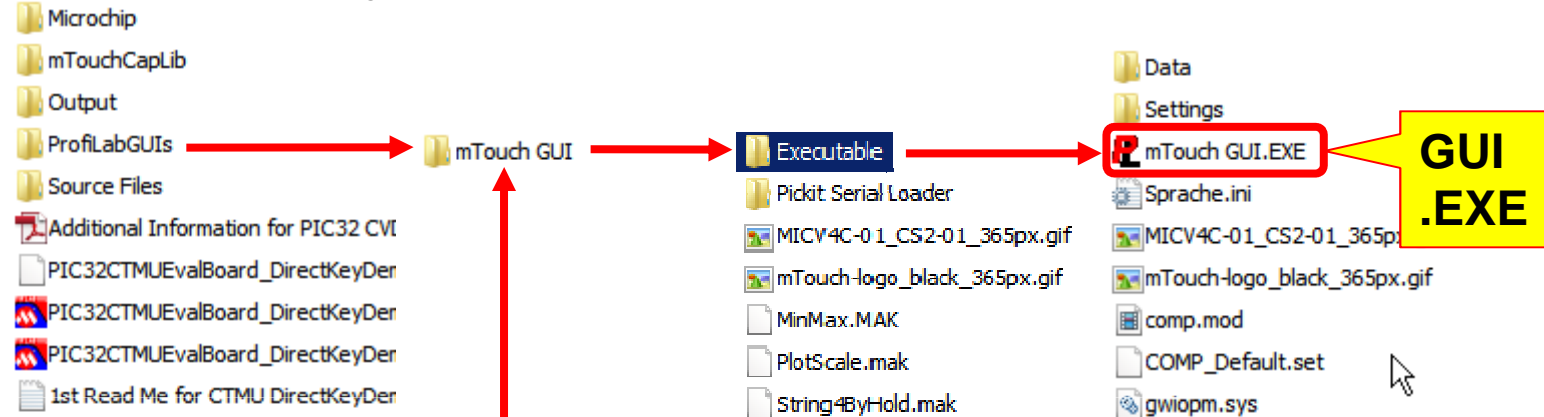 Microchip
mTouchCapLib
Output
ProfiLabGUIs
Source Files
Additional Information for PIC32 CVD
PIC32CTMUEvalBoard_DirectKeyDem
PIC32CTMUEvalBoard_DirectKeyDem
PIC32CTMUEvalBoard_DirectKeyDem
1st Read Me for CTMU DirectKeyDem
mTouch GUI
Executable
Pickit Serial Loader
MICV4C-01_CS2-01_365px.gif
mTouch-logo_black_365px.gif
MinMax.MAK
PlotScale.mak
String4ByHold.mak
Data
Settings
mTouch GUI.EXE
Sprache.ini
MICV4C-01_CS2-01_365p
mTouch-logo_black_365px.gif
comp.mod
COMP_Default.set
gwiopm.sys
GUI
.EXE